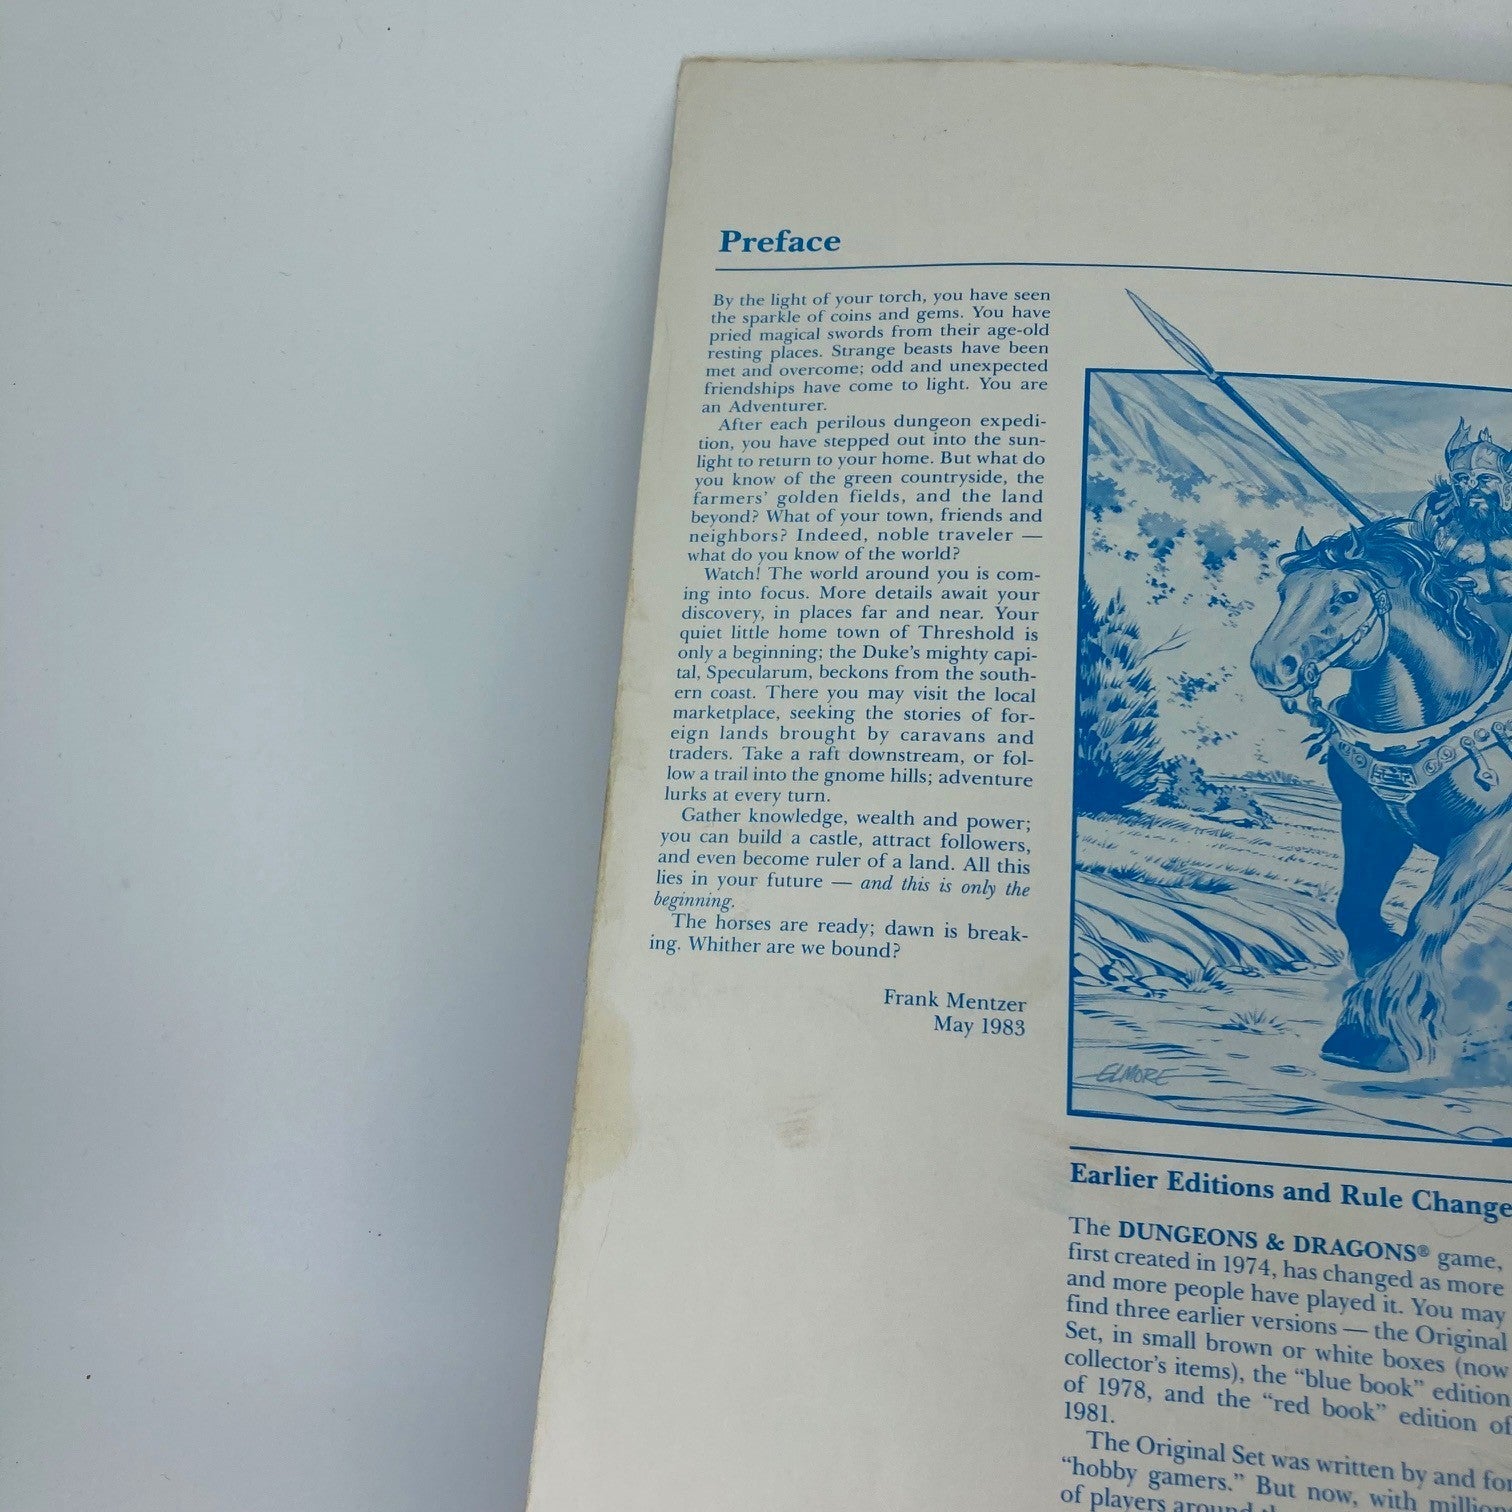 Preface
By the light of your torch, you have seen
the sparkle of coins and gems. You have
pried magical swords from their age-old
resting places. Strange beasts have been
met and overcome; odd and unexpected
friendships have come to light. You are
an Adventurer.
After each perilous dungeon expedi-
tion, you have stepped out into the sun-
light to return to your home. But what do
you know of the green countryside, the
farmers' golden fields, and the land
beyond? What of your town, friends and
neighbors? Indeed, noble traveler —
what do you know of the world?
Watch! The world around you is com-
ing into focus. More details await your
discovery, in places far and near. Your
quiet little home town of Threshold is
only a beginning; the Duke's mighty capi-
tal, Specularum, beckons from the south-
ern coast. There you may visit the local
marketplace, seeking the stories of for-
eign lands brought by caravans and
traders. Take a raft downstream, or fol-
low a trail into the gnome hills; adventure
lurks at every turn.
Gather knowledge, wealth and power;
you can build a castle, attract followers,
and even become ruler of a land. All this
lies in your future — and this is only the
beginning.
The horses are ready; dawn is break-
ing. Whither are we bound?
Frank Mentzer
May 1983
ELMORE
Earlier Editions and Rule Change
The DUNGEONS & DRAGONS® game,
first created in 1974, has changed as more
and more people have played it. You may
find three earlier versions — the Original
Set, in small brown or white boxes (now
collector's items), the "blue book" edition
of 1978, and the "red book" edition of
1981.
The Original Set was written by and for
"hobby gamers." But now, with million
of players around